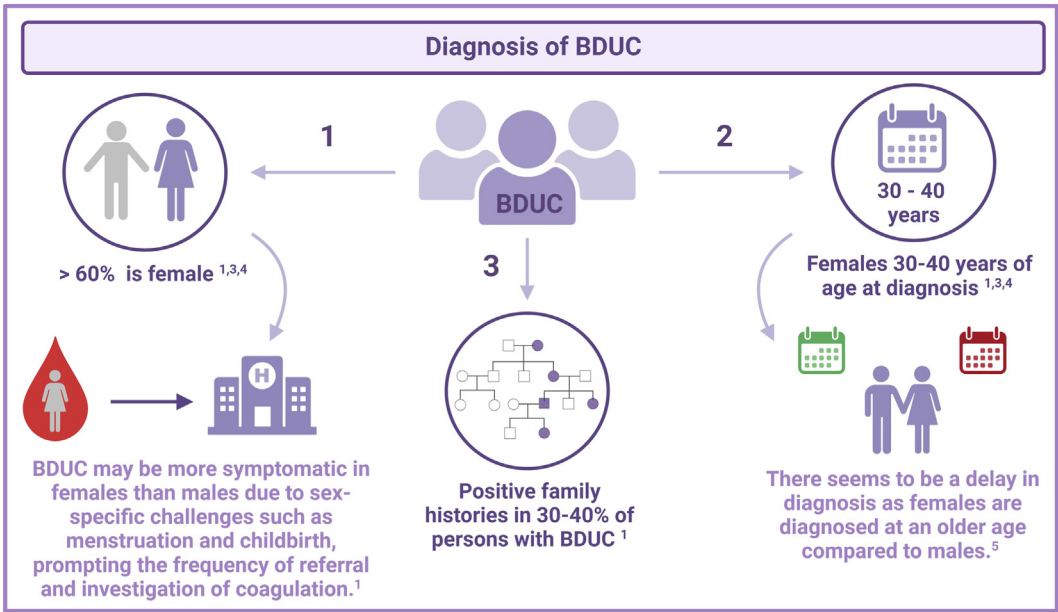 Diagnosis of BDUC
1
BDUC
2
30 - 40
years
> 60% is female 1,3,4
3
Females 30-40 years of
age at diagnosis 1,3,4
H
BDUC may be more symptomatic in
females than males due to sex-
specific challenges such as
menstruation and childbirth,
prompting the frequency of referral
and investigation of coagulation.1
Positive family
histories in 30-40% of
persons with BDUC 1
There seems to be a delay in
diagnosis as females are
diagnosed at an older age
compared to males.5